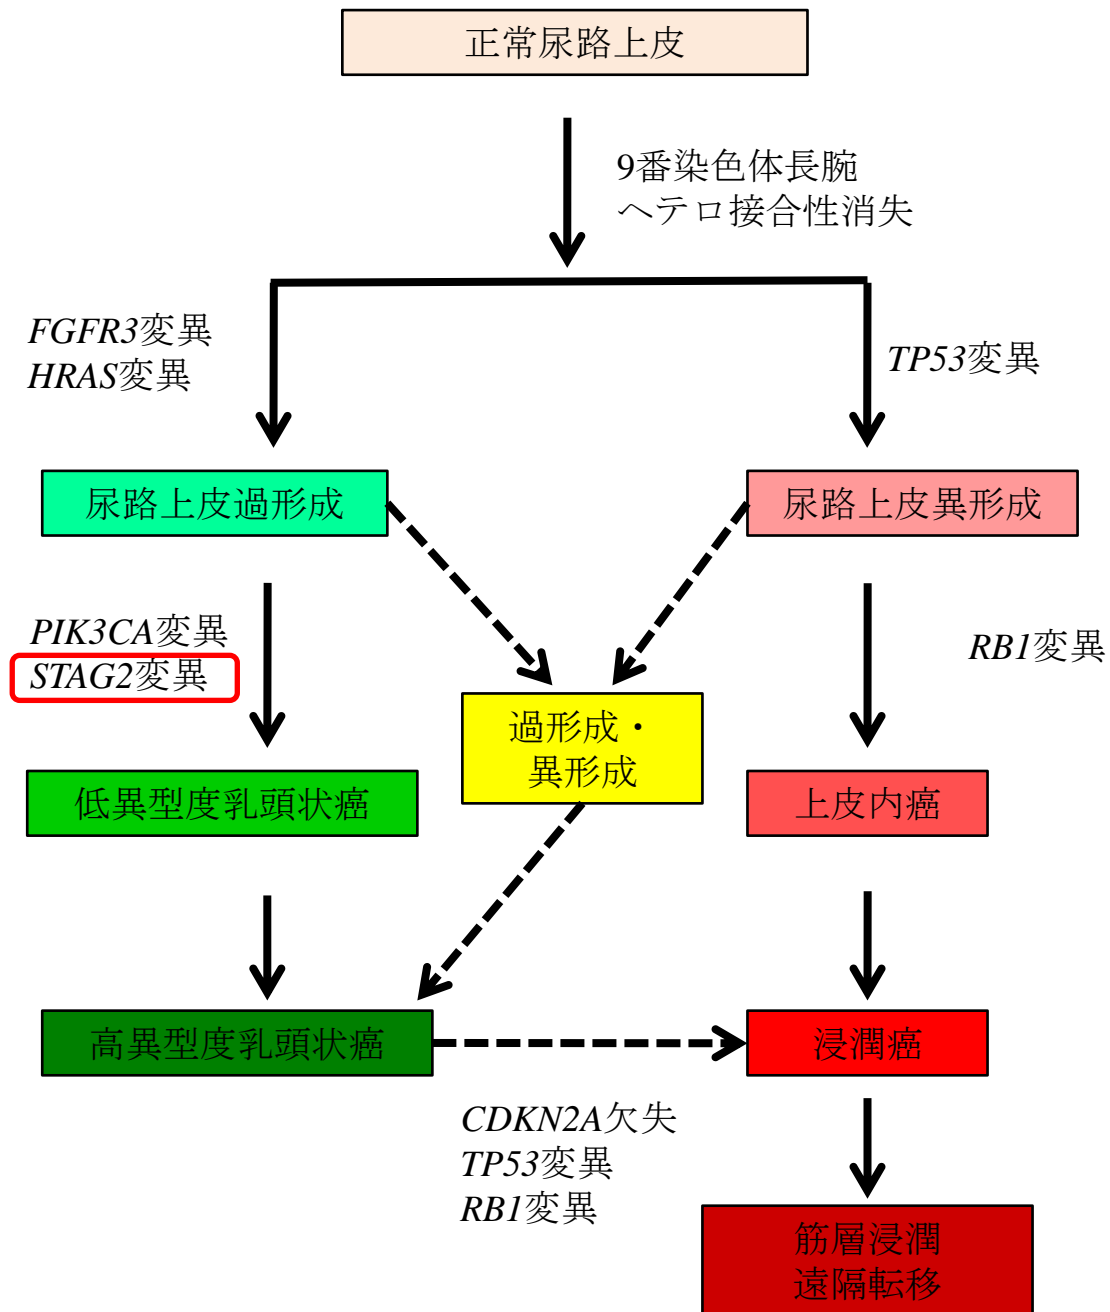 正常尿路上皮
9番染色体長腕
ヘテロ接合性消失
FGFR3変異
HRAS変異
TP53変異
尿路上皮過形成
尿路上皮異形成
PIK3CA変異
STAG2変異
RB1変異
過形成・
異形成
低異型度乳頭状癌
上皮内癌
高異型度乳頭状癌
浸潤癌
CDKN2A欠失
TP53変異
RB1変異
筋層浸潤
遠隔転移